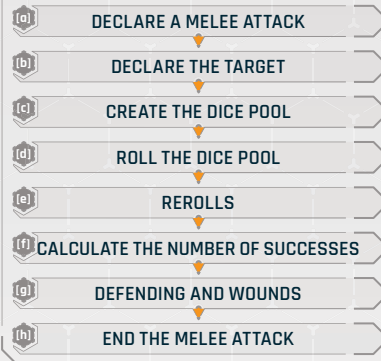 [a] DECLARE A MELEE ATTACK
[b] DECLARE THE TARGET
[c] CREATE THE DICE POOL
[d] ROLL THE DICE POOL
[e] REROLLS
[f] CALCULATE THE NUMBER OF SUCCESSES
[g] DEFENDING AND WOUNDS
[h] END THE MELEE ATTACK